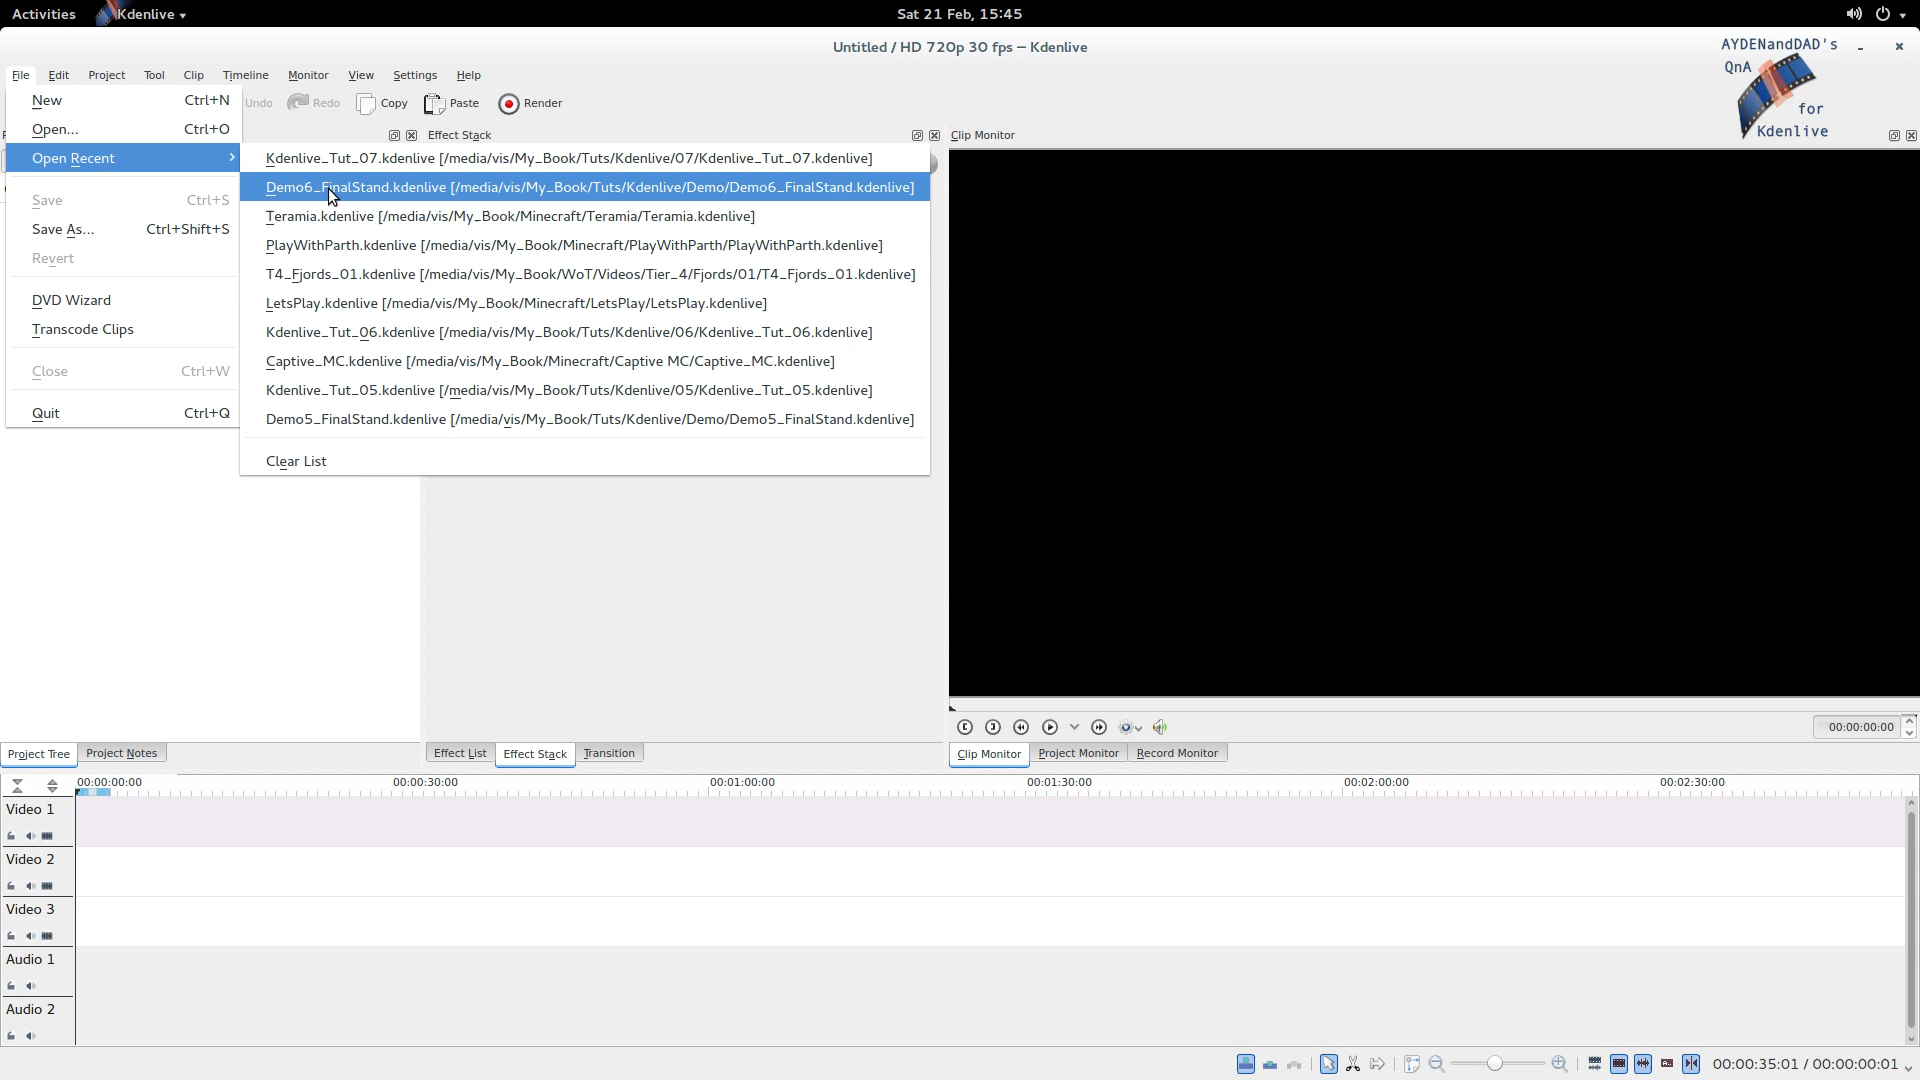 Activities Kdenlive Sat 21 Feb, 15:45
Untitled / HD 720p 30 fps – Kdenlive
AYDENandDAD's
QnA
for
Kdenlive
File Edit Project Tool Clip Timeline Monitor View Settings Help
Undo Redo Copy Paste Render
New Ctrl+N
Open... Ctrl+O
Open Recent
Save Ctrl+S
Save As... Ctrl+Shift+S
Revert
DVD Wizard
Transcode Clips
Close Ctrl+W
Quit Ctrl+Q
Effect Stack
Clip Monitor
Kdenlive_Tut_07.kdenlive [/media/vis/My_Book/Tuts/Kdenlive/07/Kdenlive_Tut_07.kdenlive]
Demo6_FinalStand.kdenlive [/media/vis/My_Book/Tuts/Kdenlive/Demo/Demo6_FinalStand.kdenlive]
Teramia.kdenlive [/media/vis/My_Book/Minecraft/Teramia/Teramia.kdenlive]
PlayWithParth.kdenlive [/media/vis/My_Book/Minecraft/PlayWithParth/PlayWithParth.kdenlive]
T4_Fjords_01.kdenlive [/media/vis/My_Book/WoT/Videos/Tier_4/Fjords/01/T4_Fjords_01.kdenlive]
LetsPlay.kdenlive [/media/vis/My_Book/Minecraft/LetsPlay/LetsPlay.kdenlive]
Kdenlive_Tut_06.kdenlive [/media/vis/My_Book/Tuts/Kdenlive/06/Kdenlive_Tut_06.kdenlive]
Captive_MC.kdenlive [/media/vis/My_Book/Minecraft/Captive MC/Captive_MC.kdenlive]
Kdenlive_Tut_05.kdenlive [/media/vis/My_Book/Tuts/Kdenlive/05/Kdenlive_Tut_05.kdenlive]
Demo5_FinalStand.kdenlive [/media/vis/My_Book/Tuts/Kdenlive/Demo/Demo5_FinalStand.kdenlive]
Clear List
00:00:00:00
Project Tree Project Notes Effect List Effect Stack Transition Clip Monitor Project Monitor Record Monitor
00:00:00:00 00:00:30:00 00:01:00:00 00:01:30:00 00:02:00:00 00:02:30:00
Video 1
Video 2
Video 3
Audio 1
Audio 2
00:00:35:01 / 00:00:00:01